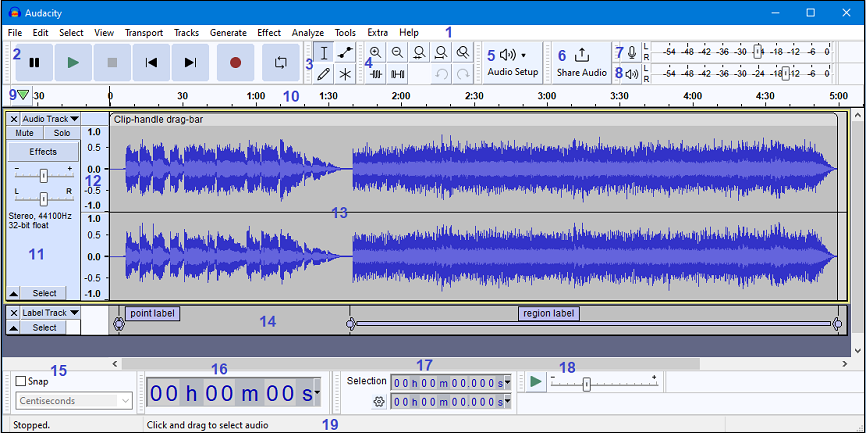 Audacity
File Edit Select View Transport Tracks Generate Effect Analyze Tools Extra Help 1
2 3 4 5 Audio Setup 6 Share Audio
7 L R -54 -48 -42 -36 -30 -24 -18 -12 -6 0
8 L R -54 -48 -42 -36 -30 -24 -18 -12 -6 0
9 30 0 30 1:00 10 1:30 2:00 2:30 3:00 3:30 4:00 4:30 5:00
Audio Track Clip-handle drag-bar
Mute Solo
Effects
- +
L R
Stereo, 44100Hz
32-bit float
11
Select
1.0
0.5
0.0
12
-0.5
-1.0
1.0
0.5
0.0
-0.5
-1.0
13
Label Track point label region label
Select 14
15 16 17 18
Snap
Centiseconds
00 h 00 m 00 s
Selection 00 h 00 m 00.000 s
00 h 00 m 00.000 s
- +
Stopped. Click and drag to select audio 19